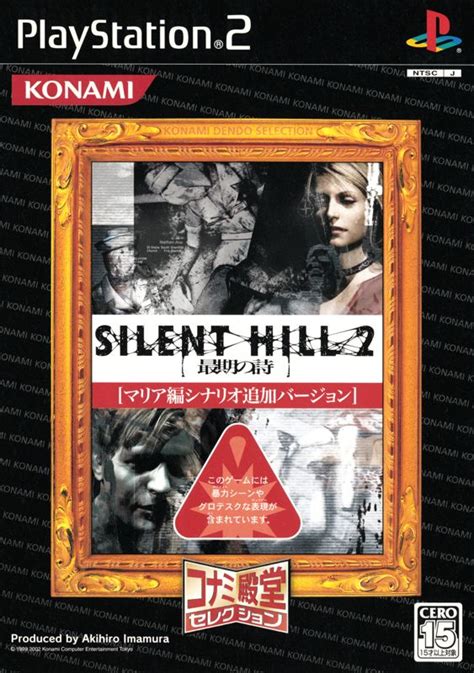 PlayStation®2
NTSC J
KONAMI
KONAMI DENDO SELECTION
SILENT HILL 2
[最期の詩]
[マリア編シナリオ追加バージョン]
このゲームには
暴力シーンや
グロテスクな表現が
含まれています.
コナミ殿堂
セレクション
Produced by Akihiro Imamura
© 1999 2002 Konami Computer Entertainment Tokyo
CERO
15
15才以上対象